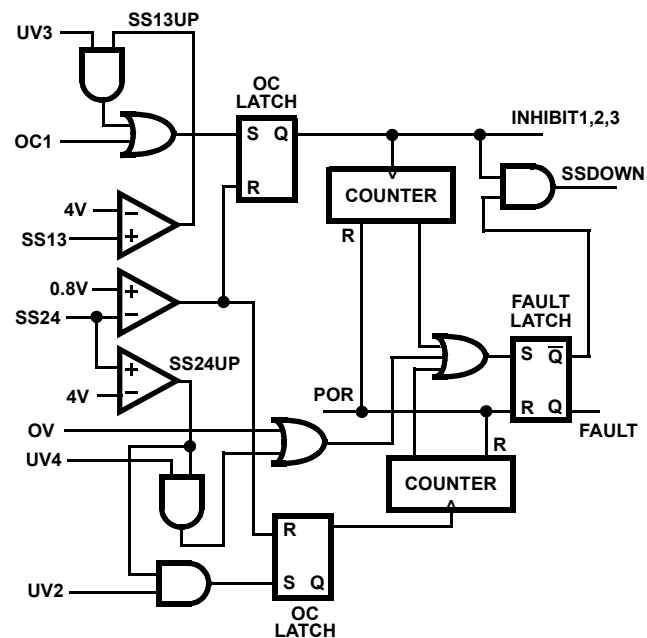 SS13UP
UV3
OC
LATCH
INHIBIT1,2,3
S Q
OC1
SSDOWN
R
COUNTER
4V
−
SS13
+
R
0.8V
+
FAULT
LATCH
SS24
−
SS24UP
+
S Q
POR
4V
−
R Q
OV
FAULT
R
UV4
COUNTER
R
UV2
S Q
OC
LATCH